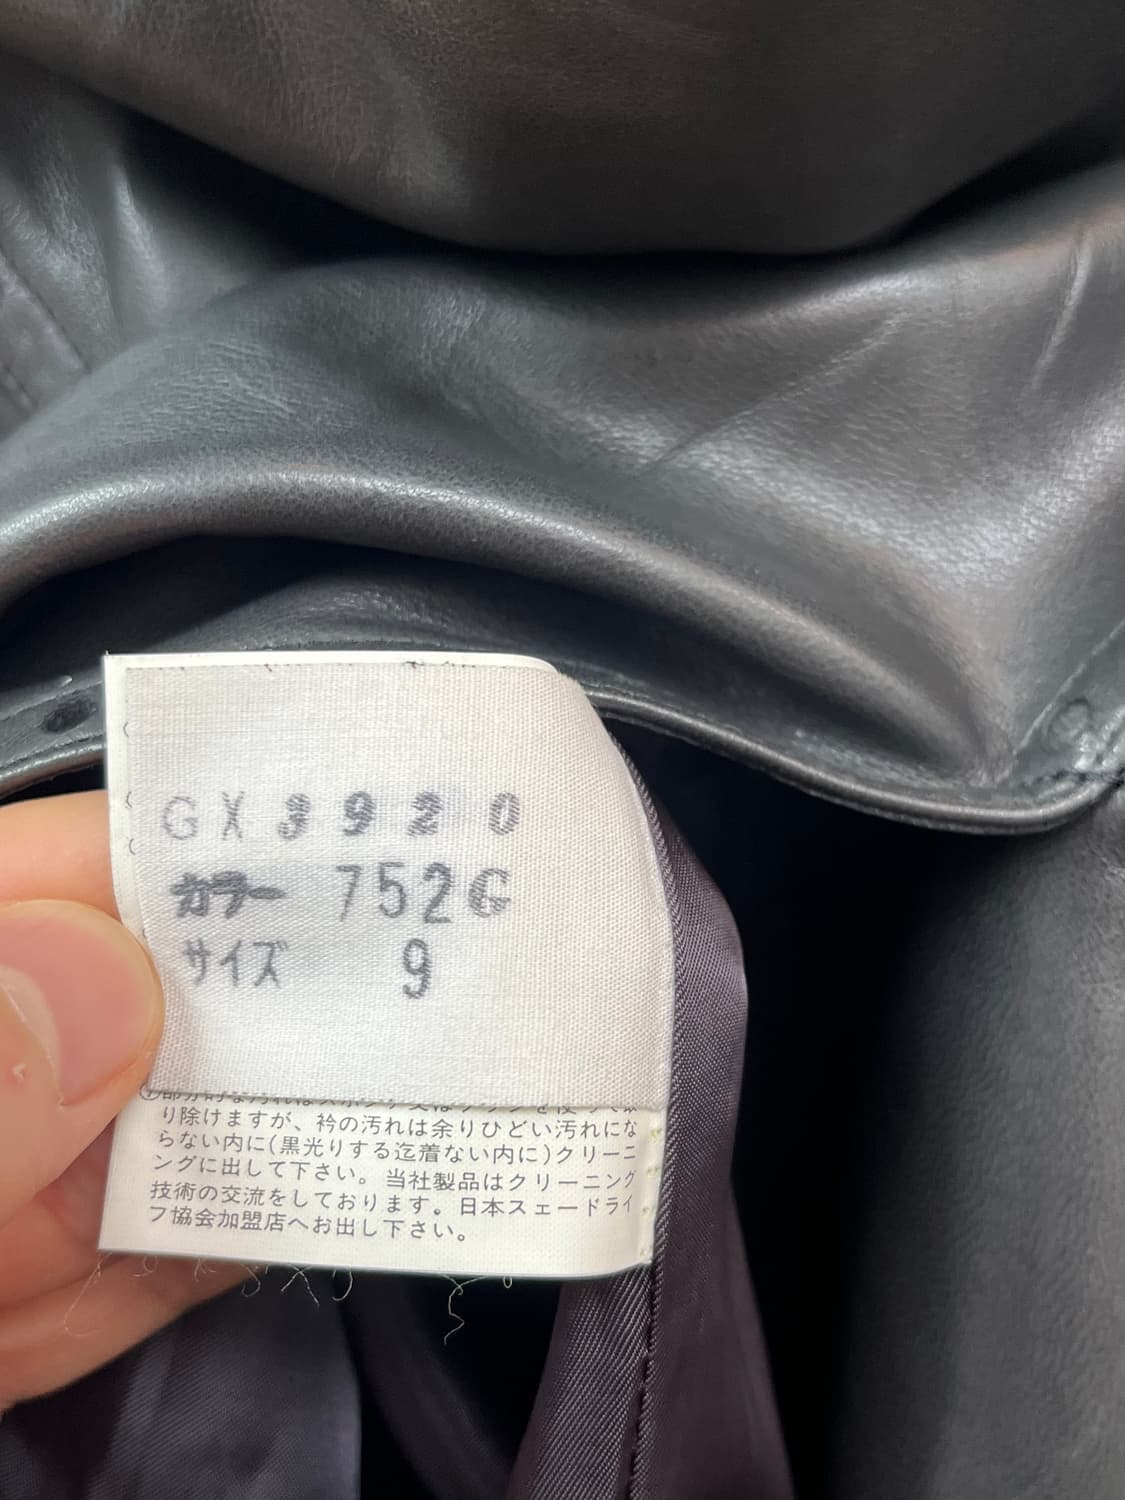 GX 3920
カラー 752G
サイズ 9
り除けますが、衿の汚れは余りひどい汚れにな
らない内に(黒光りする迄着ない内に)クリーニ
ングに出して下さい。当社製品はクリーニング
技術の交流をしております。日本スエードライ
フ協会加盟店へお出し下さい。